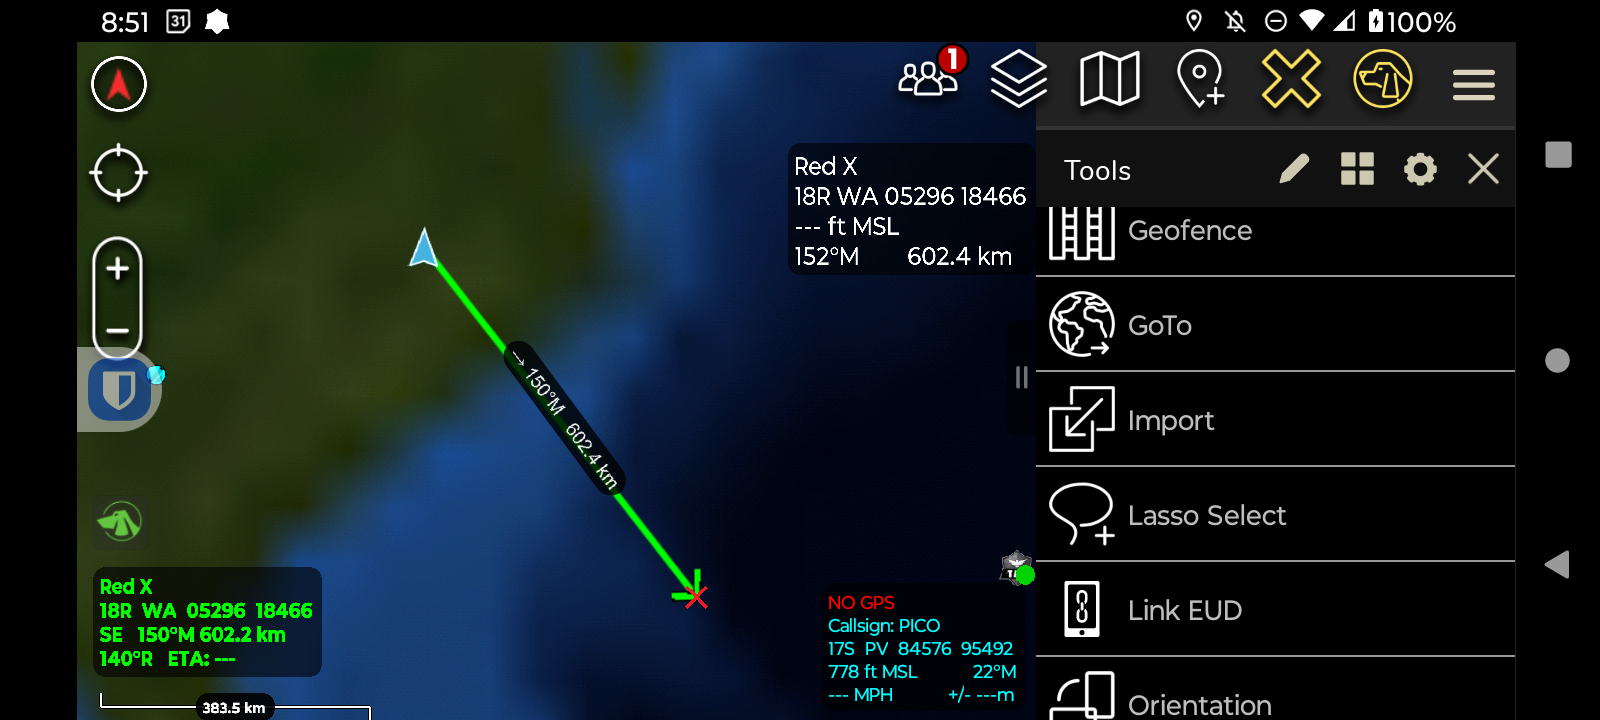 8:51 31 100%
1
Red X
18R WA 05296 18466
--- ft MSL
152°M 602.4 km
→ 150°M 602.4 km
Red X
18R WA 05296 18466
SE 150°M 602.2 km
140°R ETA: ---
383.5 km
NO GPS
Callsign: PICO
17S PV 84576 95492
778 ft MSL 22°M
--- MPH +/- ---m
Tools
Geofence
GoTo
Import
Lasso Select
Link EUD
Orientation